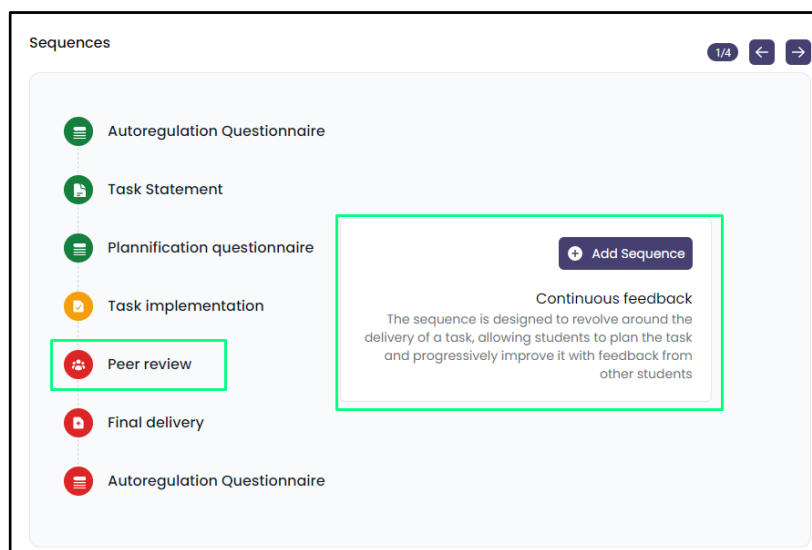 Sequences
1/4
Autoregulation Questionnaire
Task Statement
Plannification questionnaire
Task implementation
Peer review
Final delivery
Autoregulation Questionnaire
Add Sequence
Continuous feedback
The sequence is designed to revolve around the
delivery of a task, allowing students to plan the task
and progressively improve it with feedback from
other students